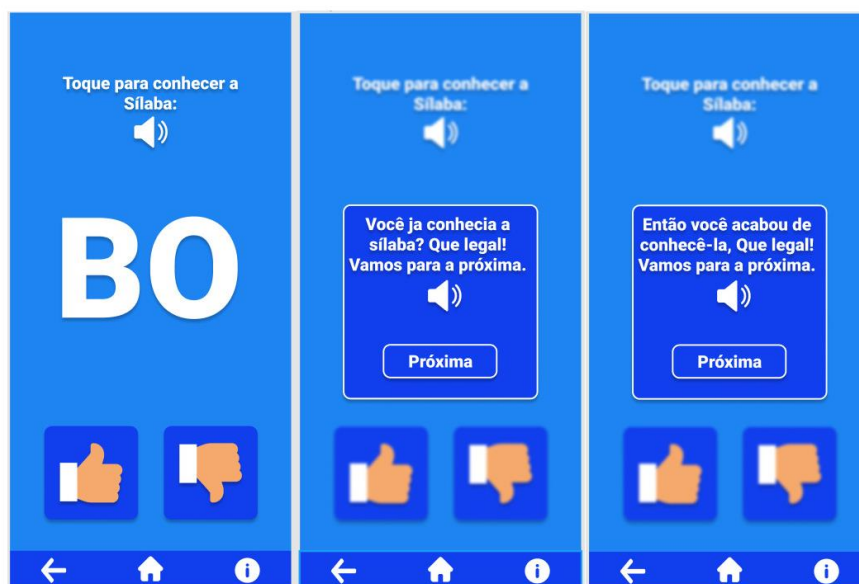 Toque para conhecer a
Sílaba:
BO
Toque para conhecer a
Sílaba:
Você ja conhecia a
sílaba? Que legal!
Vamos para a próxima.
Próxima
Toque para conhecer a
Sílaba:
Então você acabou de
conhecê-la, Que legal!
Vamos para a próxima.
Próxima